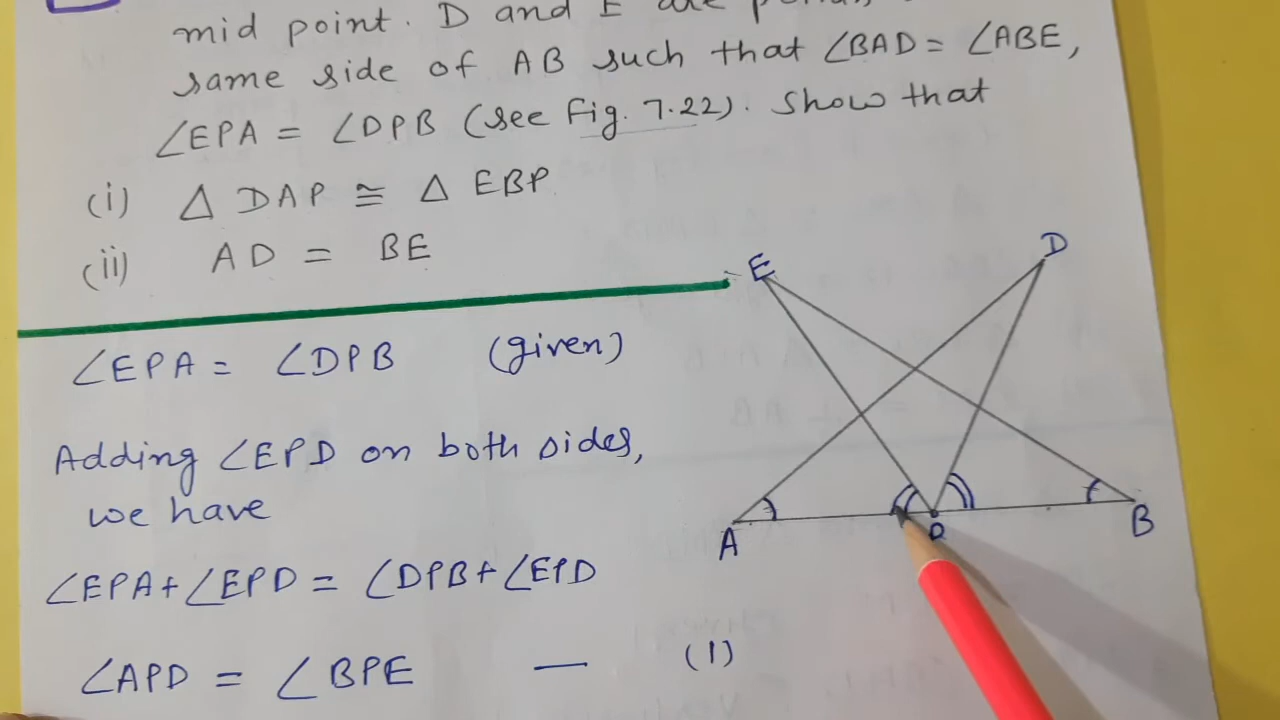 mid point. D and E are
same side of AB such that ∠BAD = ∠ABE,
∠EPA = ∠DPB (see Fig. 7.22). Show that
(i) △ DAP ≅ △ EBP
(ii) AD = BE
∠EPA = ∠DPB (given)
Adding ∠EPD on both sides,
we have
∠EPA + ∠EPD = ∠DPB + ∠EPD
∠APD = ∠BPE — (1)
E
D
A
P
B